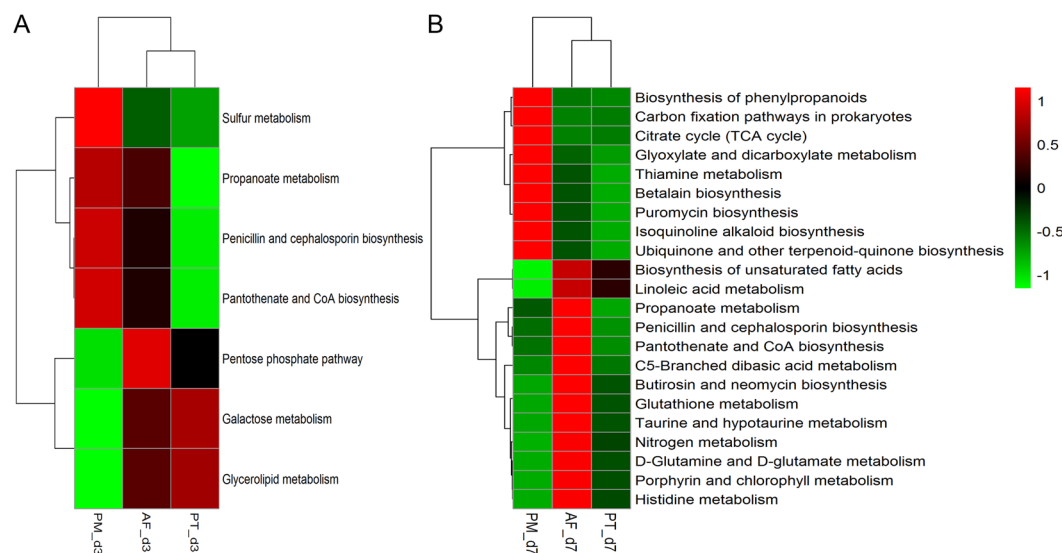 A
B
Sulfur metabolism
Propanoate metabolism
Penicillin and cephalosporin biosynthesis
Pantothenate and CoA biosynthesis
Pentose phosphate pathway
Galactose metabolism
Glycerolipid metabolism
PM_d3
AF_d3
PT_d3
Biosynthesis of phenylpropanoids
Carbon fixation pathways in prokaryotes
Citrate cycle (TCA cycle)
Glyoxylate and dicarboxylate metabolism
Thiamine metabolism
Betalain biosynthesis
Puromycin biosynthesis
Isoquinoline alkaloid biosynthesis
Ubiquinone and other terpenoid-quinone biosynthesis
Biosynthesis of unsaturated fatty acids
Linoleic acid metabolism
Propanoate metabolism
Penicillin and cephalosporin biosynthesis
Pantothenate and CoA biosynthesis
C5-Branched dibasic acid metabolism
Butirosin and neomycin biosynthesis
Glutathione metabolism
Taurine and hypotaurine metabolism
Nitrogen metabolism
D-Glutamine and D-glutamate metabolism
Porphyrin and chlorophyll metabolism
Histidine metabolism
PM_d7
AF_d7
PT_d7
1
0.5
0
-0.5
-1